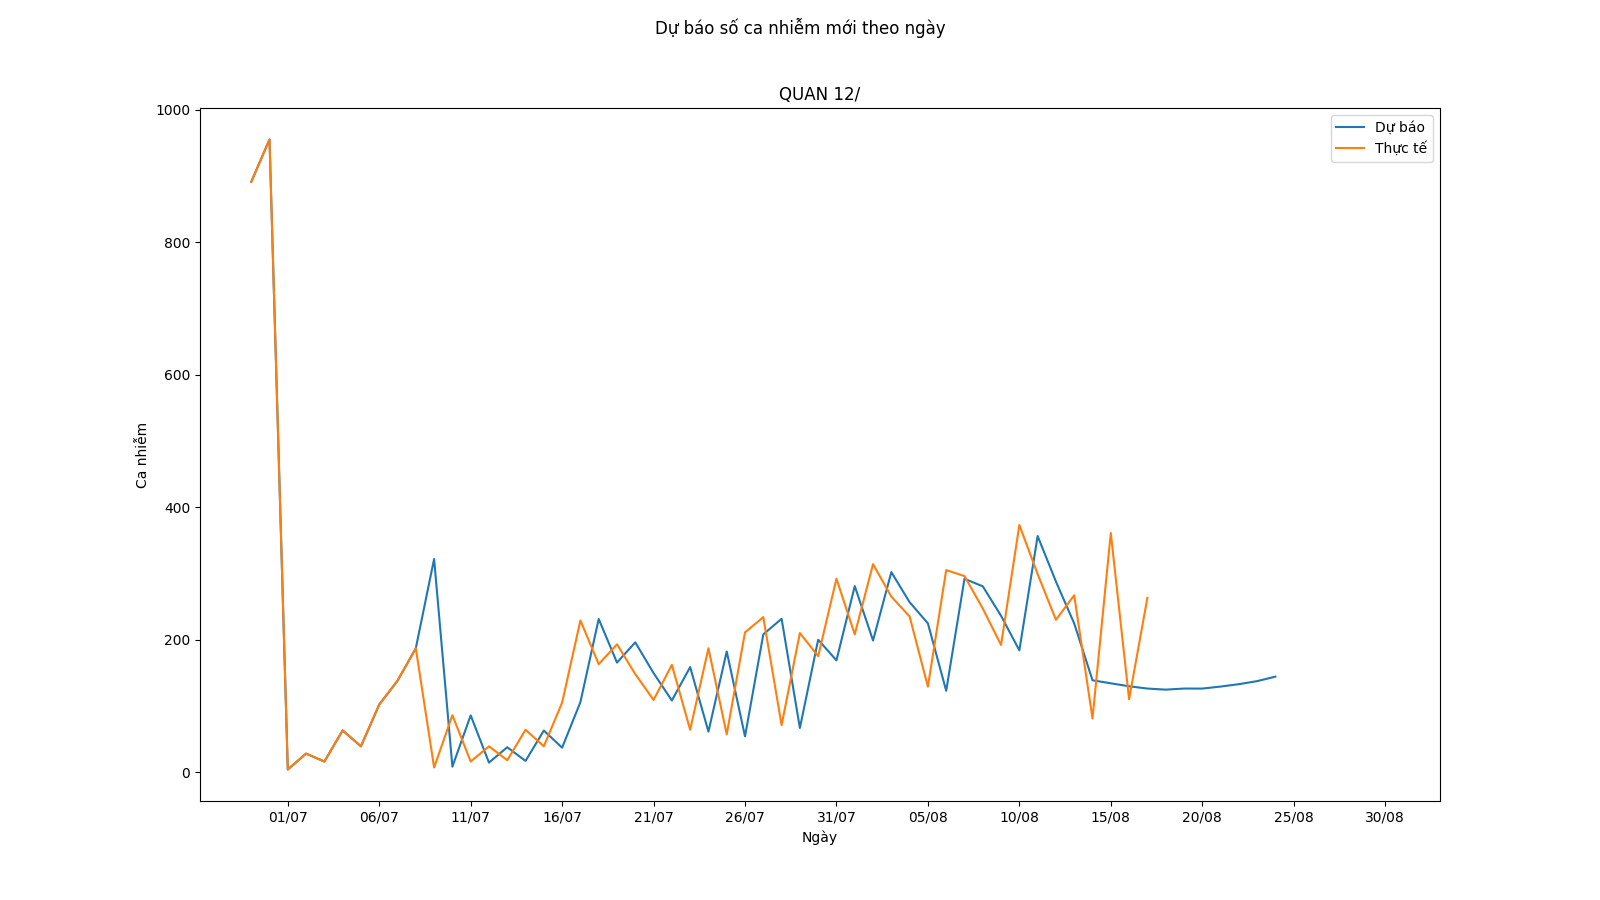 Dự báo số ca nhiễm mới theo ngày
QUAN 12/
1000
800
600
400
200
0
Ca nhiễm
Dự báo
Thực tế
01/07 06/07 11/07 16/07 21/07 26/07 31/07 05/08 10/08 15/08 20/08 25/08 30/08
Ngày